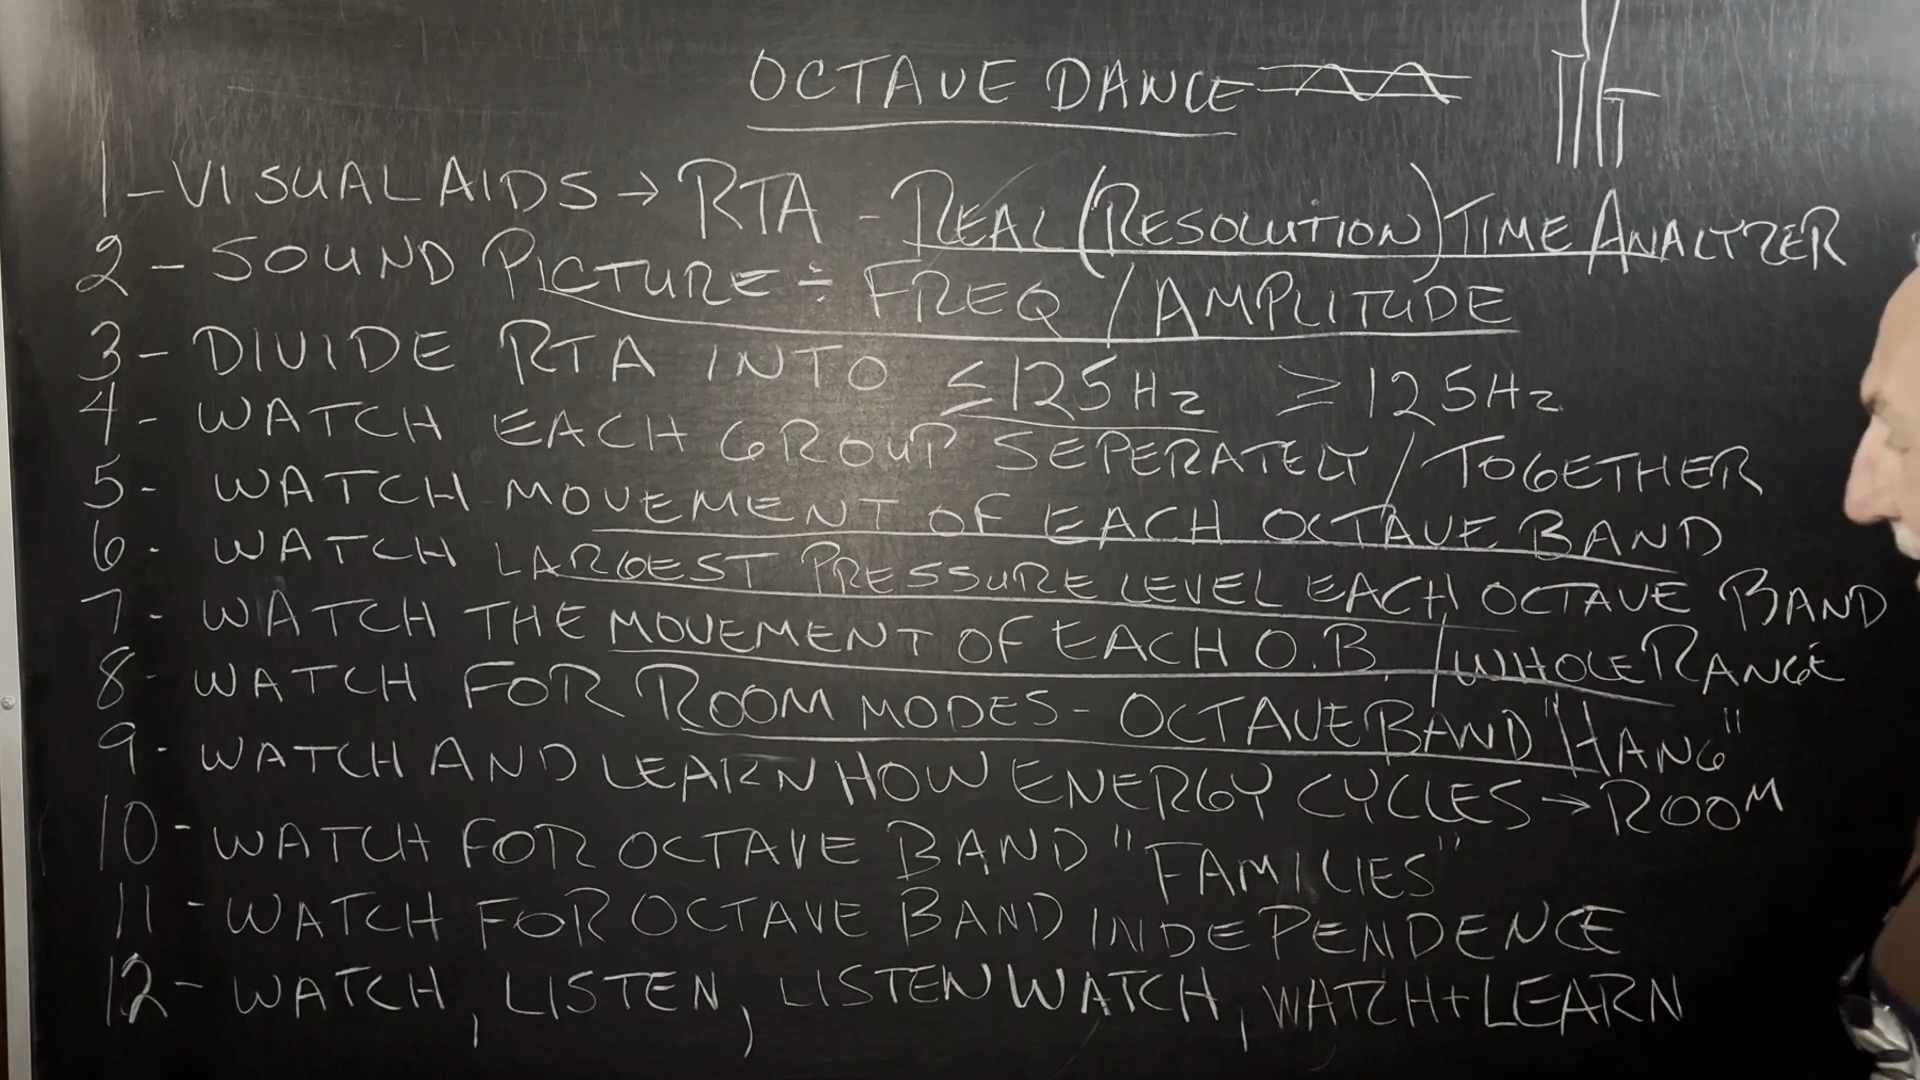 OCTAVE DANCE
1 - VISUAL AIDS → RTA - REAL (RESOLUTION) TIME ANALYZER
2 - SOUND PICTURE ÷ FREQ / AMPLITUDE
3 - DIVIDE RTA INTO ≤125Hz ≥125Hz
4 - WATCH EACH GROUP SEPERATELY / TOGETHER
5 - WATCH MOVEMENT OF EACH OCTAVE BAND
6 - WATCH LARGEST PRESSURE LEVEL EACH OCTAVE BAND
7 - WATCH THE MOVEMENT OF EACH O.B. / WHOLE RANGE
8 - WATCH FOR ROOM MODES - OCTAVE BAND "HANG"
9 - WATCH AND LEARN HOW ENERGY CYCLES → ROOM
10 - WATCH FOR OCTAVE BAND "FAMILIES"
11 - WATCH FOR OCTAVE BAND INDEPENDENCE
12 - WATCH, LISTEN, LISTEN WATCH, WATCH + LEARN